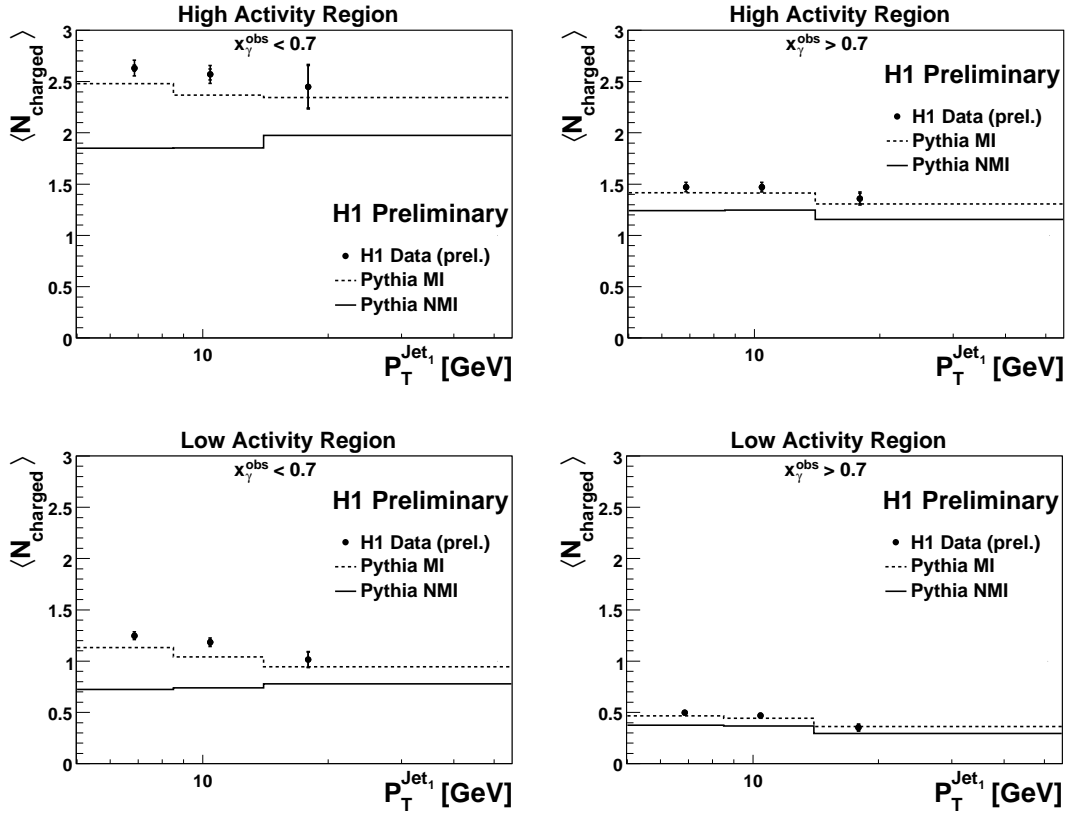 High Activity Region
x_γ^obs < 0.7
⟨N_charged⟩
3
2.5
2
1.5
1
0.5
0
H1 Preliminary
H1 Data (prel.)
Pythia MI
Pythia NMI
10
P_T^Jet_1 [GeV]
High Activity Region
x_γ^obs > 0.7
⟨N_charged⟩
3
2.5
2
1.5
1
0.5
0
H1 Preliminary
H1 Data (prel.)
Pythia MI
Pythia NMI
10
P_T^Jet_1 [GeV]
Low Activity Region
x_γ^obs < 0.7
⟨N_charged⟩
3
2.5
2
1.5
1
0.5
0
H1 Preliminary
H1 Data (prel.)
Pythia MI
Pythia NMI
10
P_T^Jet_1 [GeV]
Low Activity Region
x_γ^obs > 0.7
⟨N_charged⟩
3
2.5
2
1.5
1
0.5
0
H1 Preliminary
H1 Data (prel.)
Pythia MI
Pythia NMI
10
P_T^Jet_1 [GeV]